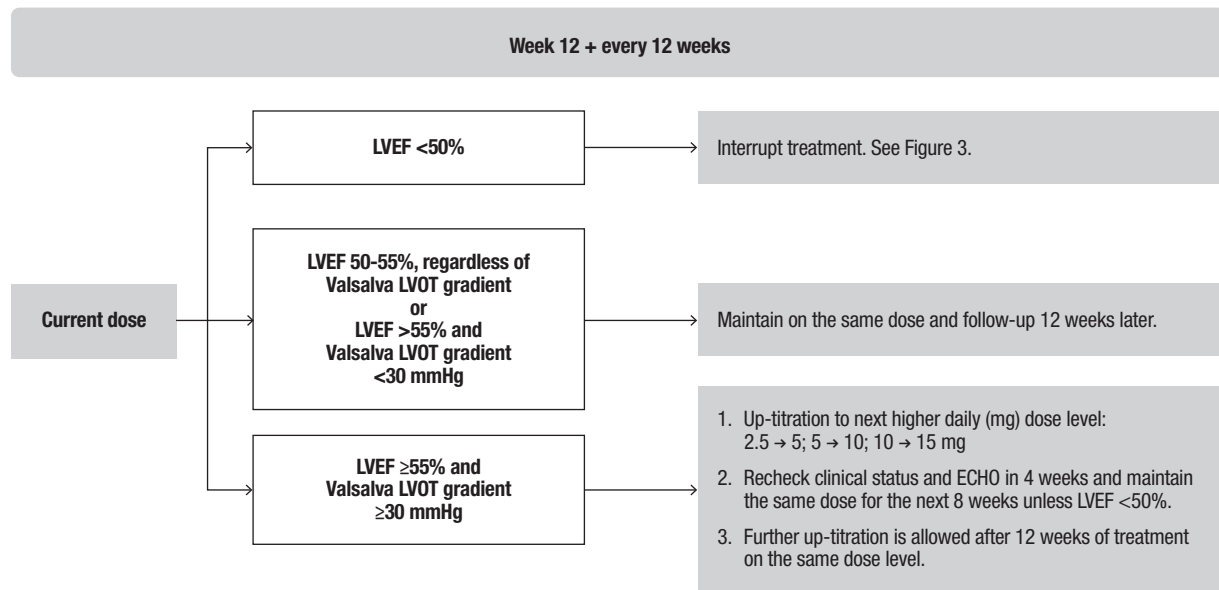 Week 12 + every 12 weeks
LVEF <50%
Interrupt treatment. See Figure 3.
Current dose
LVEF 50-55%, regardless of
Valsalva LVOT gradient
or
LVEF >55% and
Valsalva LVOT gradient
<30 mmHg
Maintain on the same dose and follow-up 12 weeks later.
LVEF ≥55% and
Valsalva LVOT gradient
≥30 mmHg
1. Up-titration to next higher daily (mg) dose level:
2.5 → 5; 5 → 10; 10 → 15 mg
2. Recheck clinical status and ECHO in 4 weeks and maintain
the same dose for the next 8 weeks unless LVEF <50%.
3. Further up-titration is allowed after 12 weeks of treatment
on the same dose level.